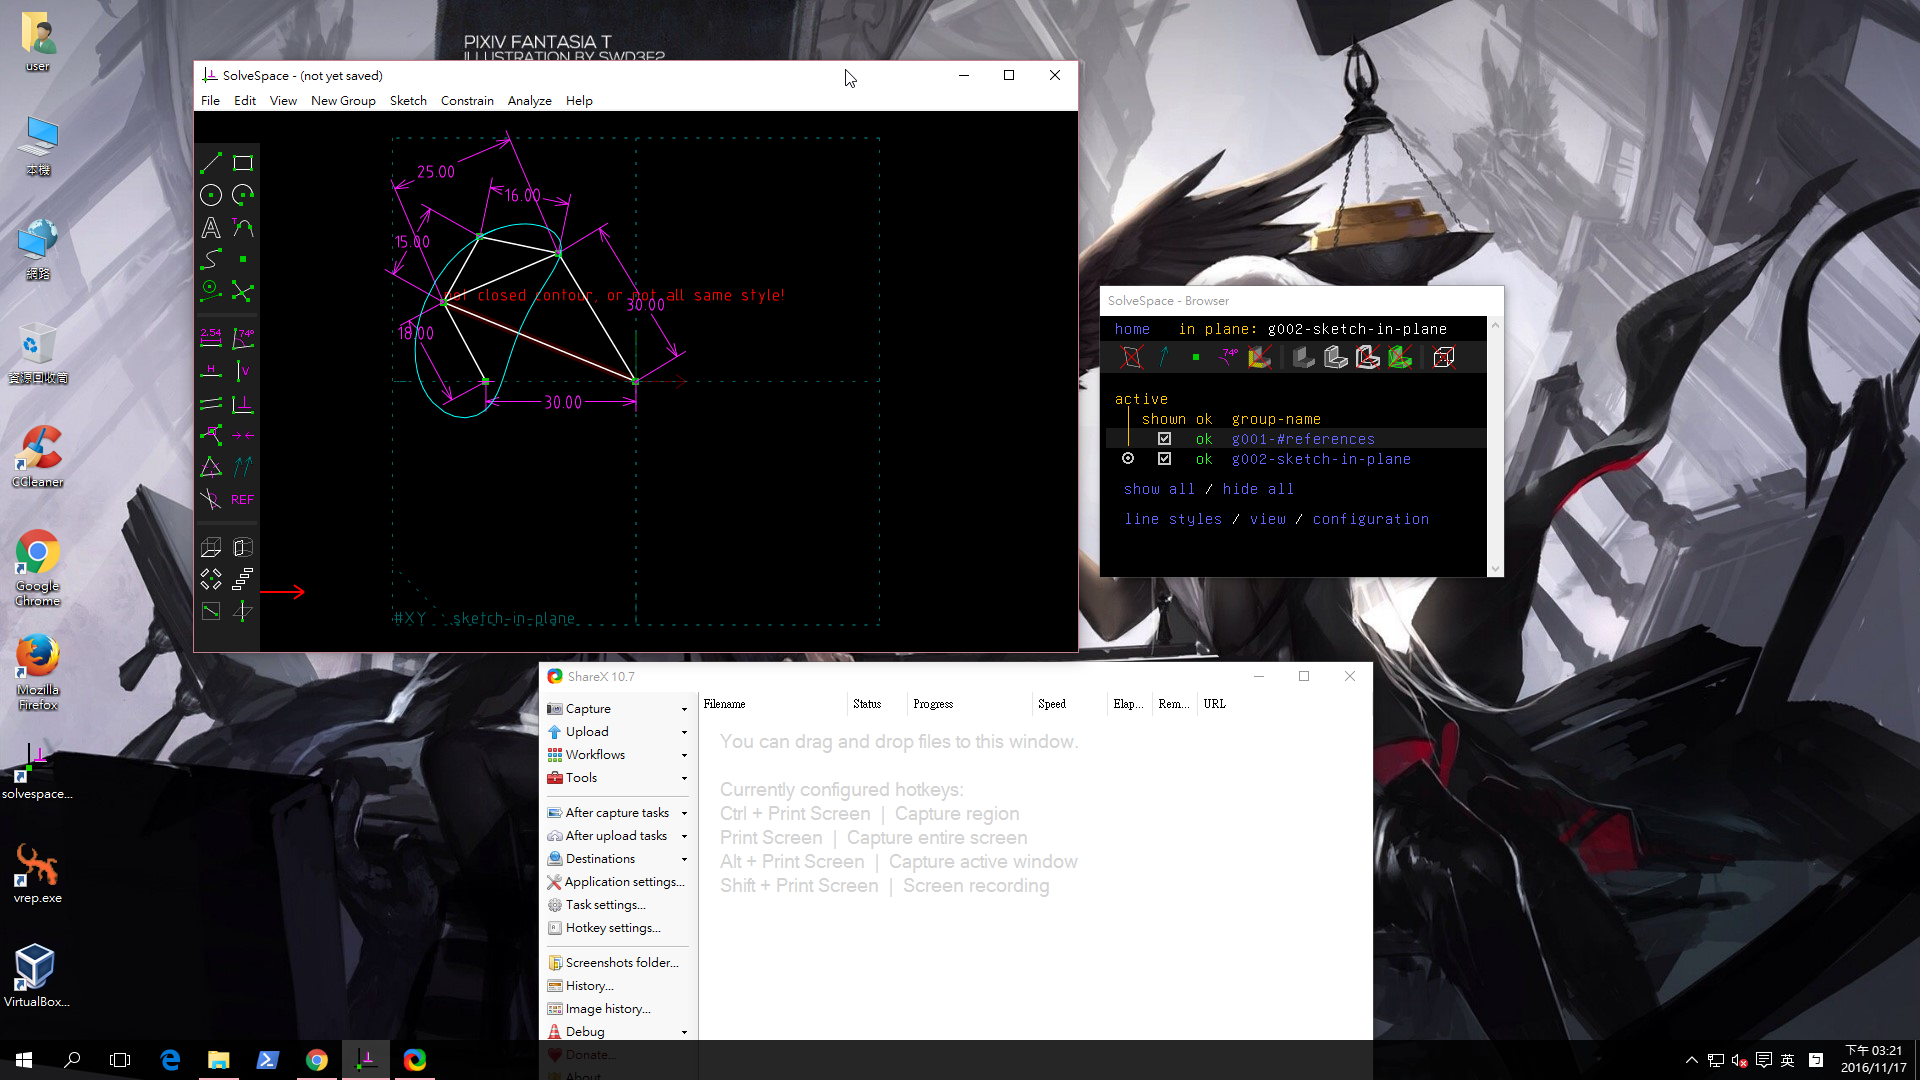 PIXIV FANTASIA T
ILLUSTRATION BY SWD3E2
user
本機
網路
資源回收筒
CCleaner
Google
Chrome
Mozilla
Firefox
solvespace...
vrep.exe
VirtualBox...
SolveSpace - (not yet saved)
File Edit View New Group Sketch Constrain Analyze Help
2.54 74°
H V
REF
25.00
16.00
15.00
not closed contour, or not all same style!
30.00
18.00
30.00
#XY sketch-in-plane
SolveSpace - Browser
home in plane: g002-sketch-in-plane
74°
active
shown ok group-name
ok g001-#references
ok g002-sketch-in-plane
show all / hide all
line styles / view / configuration
ShareX 10.7
Capture
Upload
Workflows
Tools
After capture tasks
After upload tasks
Destinations
Application settings...
Task settings...
Hotkey settings...
Screenshots folder...
History...
Image history...
Debug
Donate...
About...
Filename Status Progress Speed Elap... Rem... URL
You can drag and drop files to this window.
Currently configured hotkeys:
Ctrl + Print Screen | Capture region
Print Screen | Capture entire screen
Alt + Print Screen | Capture active window
Shift + Print Screen | Screen recording
英
下午 03:21
2016/11/17